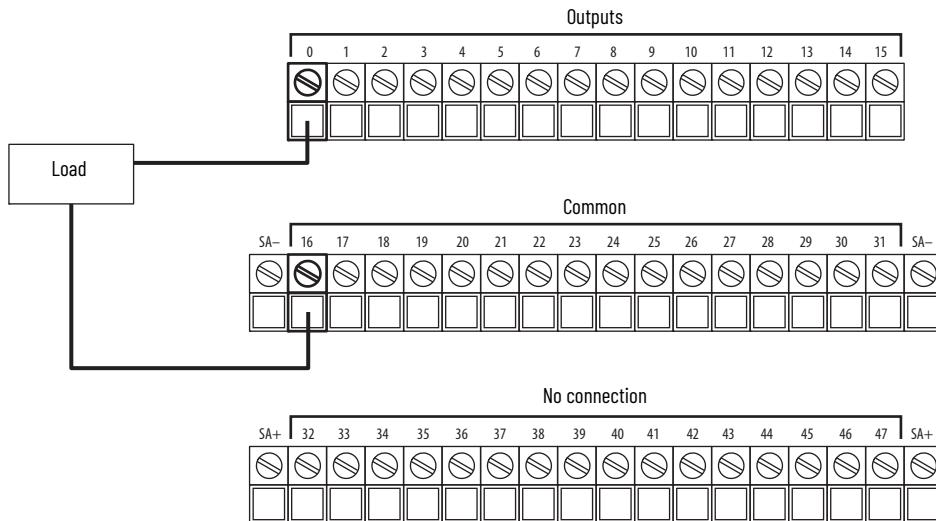 Outputs
0 1 2 3 4 5 6 7 8 9 10 11 12 13 14 15
Load
Common
SA– 16 17 18 19 20 21 22 23 24 25 26 27 28 29 30 31 SA–
No connection
SA+ 32 33 34 35 36 37 38 39 40 41 42 43 44 45 46 47 SA+